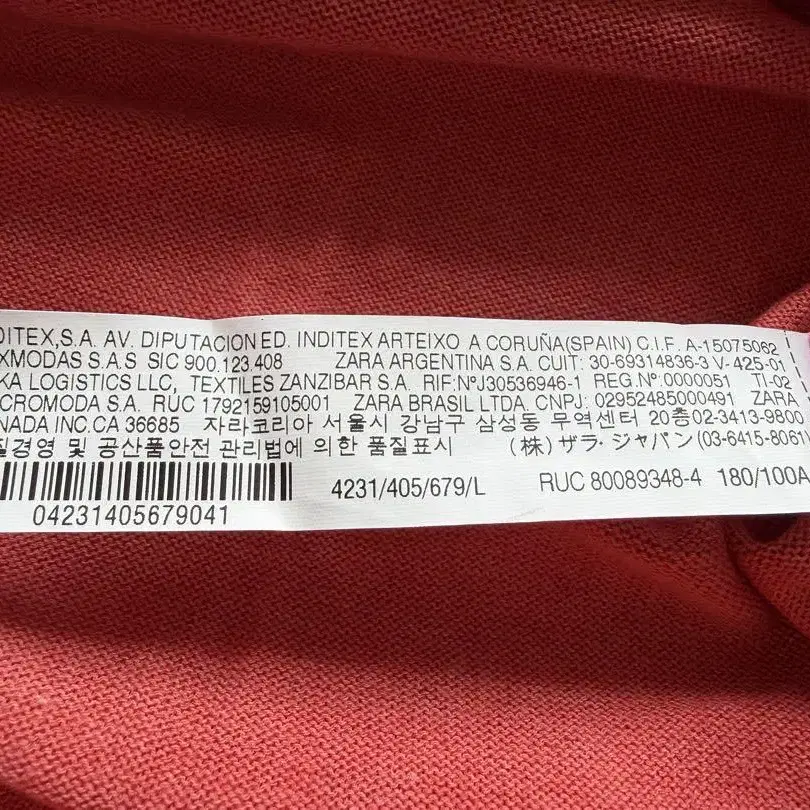 DITEX,S.A. AV. DIPUTACION ED. INDITEX ARTEIXO A CORUÑA(SPAIN) C.I.F. A-15075062
XMODAS S.A.S SIC 900.123.408 ZARA ARGENTINA S.A. CUIT: 30-69314836-3 V- 425-01
KA LOGISTICS LLC, TEXTILES ZANZIBAR S.A. RIF:NºJ30536946-1 REG.Nº:0000051 TI-02
CROMODA S.A. RUC 1792159105001 ZARA BRASIL LTDA, CNPJ: 02952485000491 ZARA
NADA INC.CA 36685 자라코리아 서울시 강남구 삼성동 무역센터 20층02-3413-9800
질경영 및 공산품안전 관리법에 의한 품질표시 (株) ザラ・ジャパン(03-6415-8061
4231/405/679/L RUC 80089348-4 180/100A
04231405679041